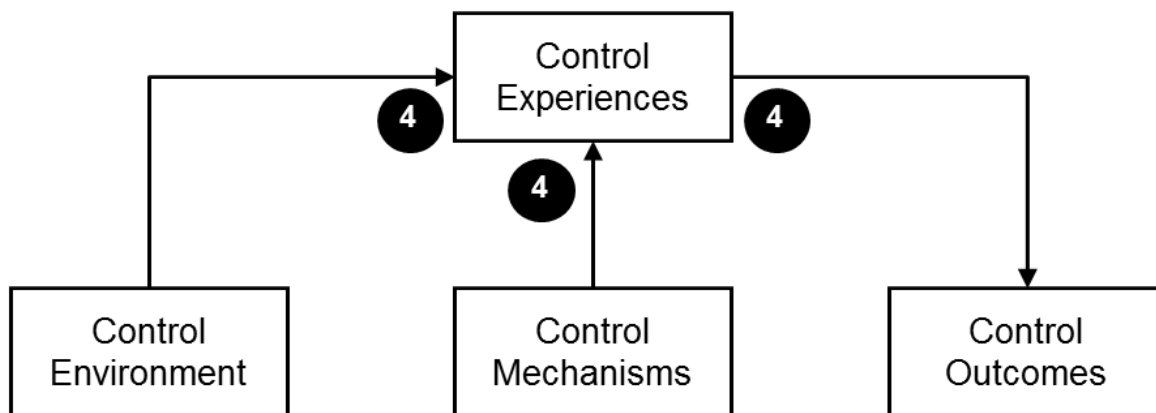 Control
Experiences
4
4
4
Control
Environment
Control
Mechanisms
Control
Outcomes